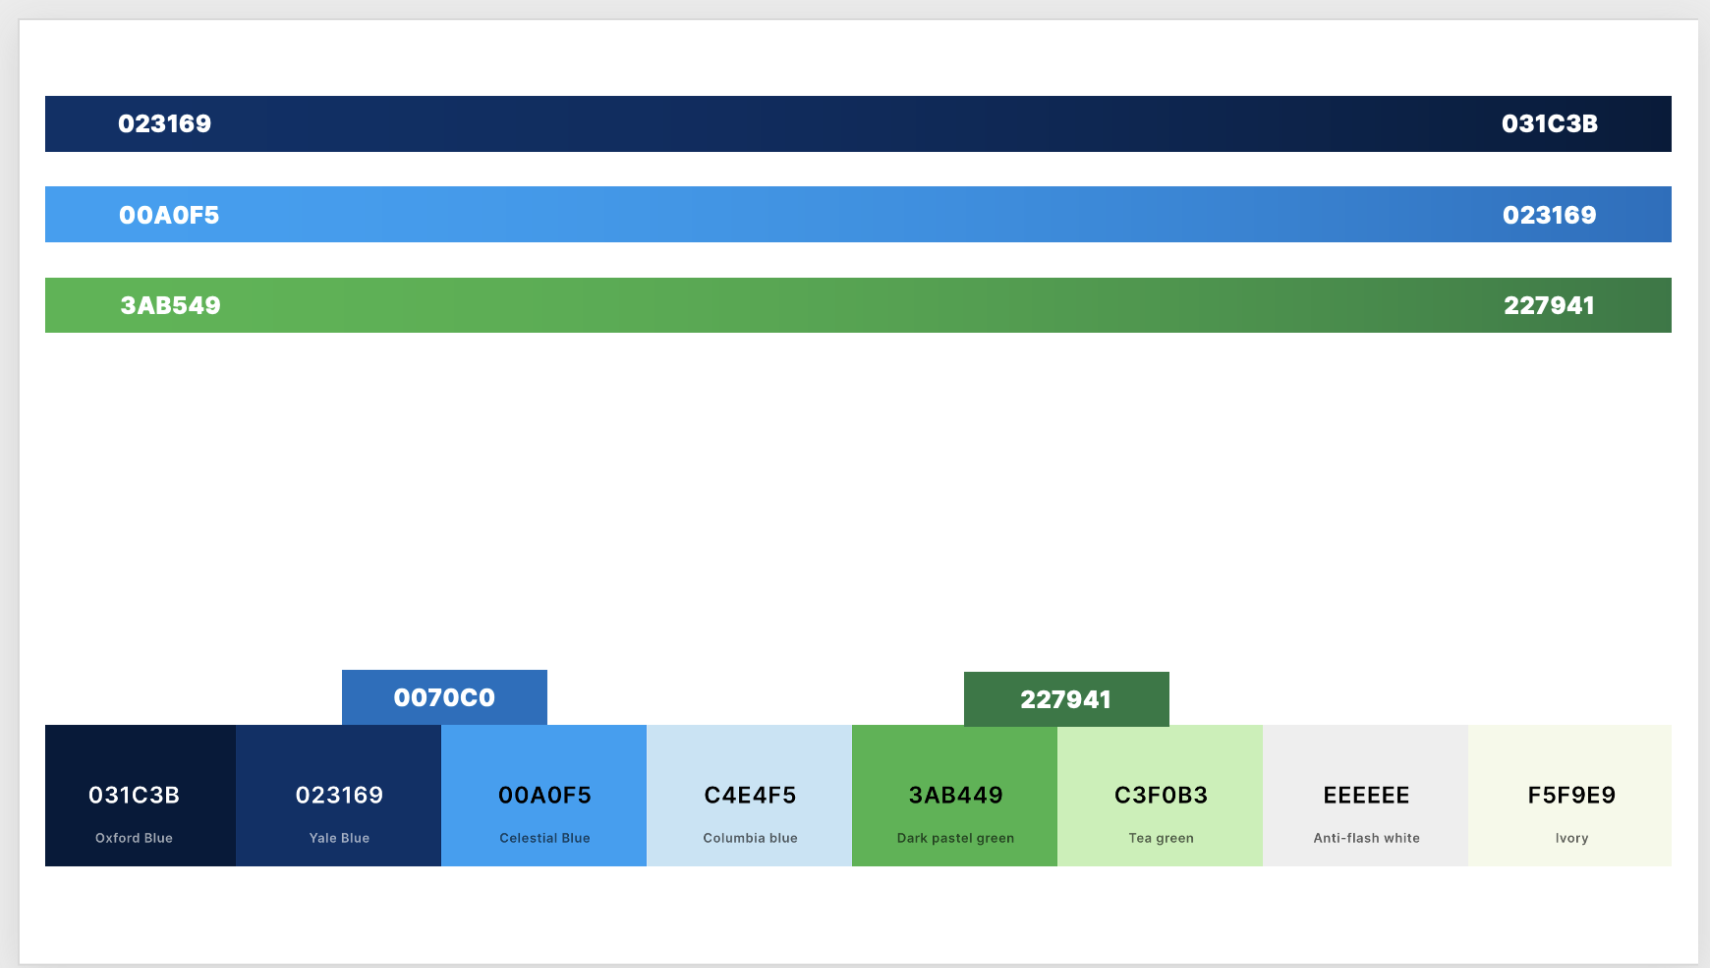 023169 031C3B
00A0F5 023169
3AB549 227941
0070C0 227941
031C3B 023169 00A0F5 C4E4F5 3AB449 C3F0B3 EEEEEE F5F9E9
Oxford Blue Yale Blue Celestial Blue Columbia blue Dark pastel green Tea green Anti-flash white Ivory